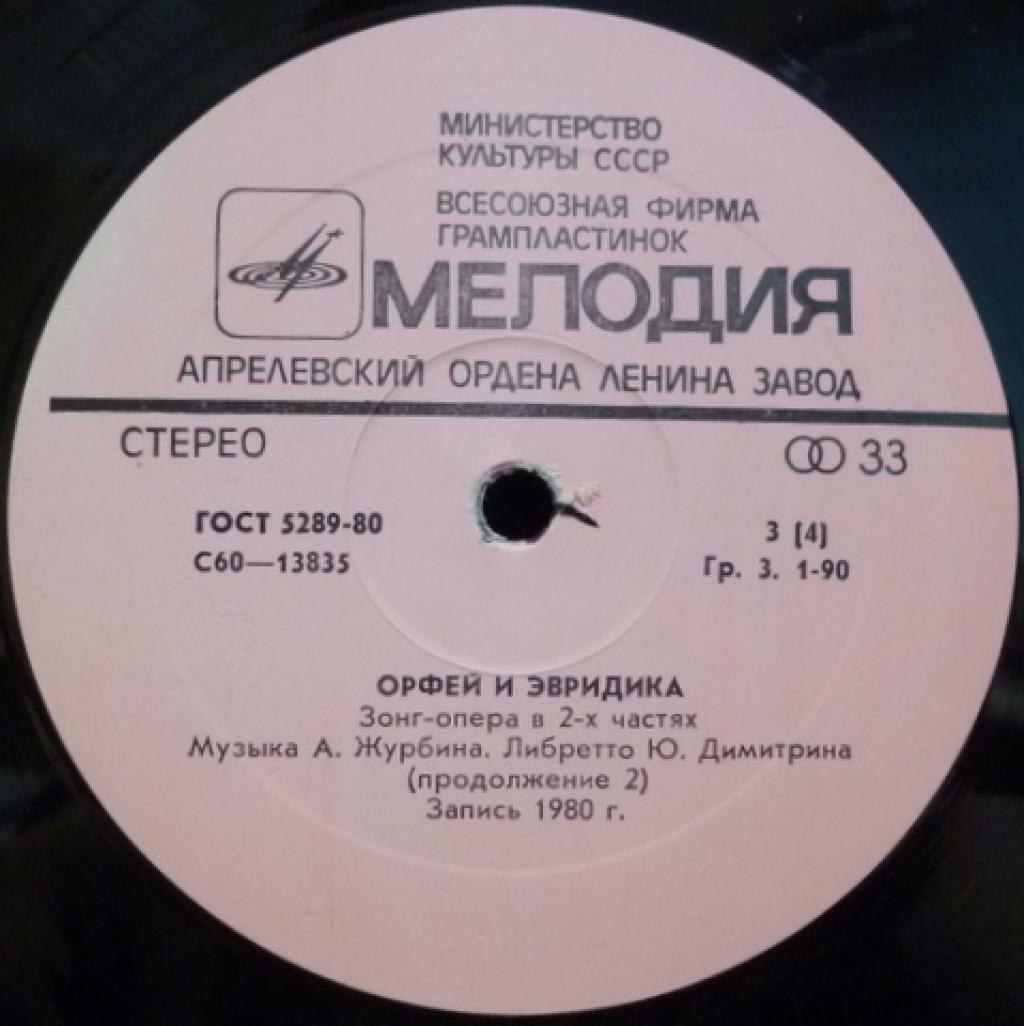 МИНИСТЕРСТВО
КУЛЬТУРЫ СССР
ВСЕСОЮЗНАЯ ФИРМА
ГРАМПЛАСТИНОК
МЕЛОДИЯ
АПРЕЛЕВСКИЙ ОРДЕНА ЛЕНИНА ЗАВОД
СТЕРЕО
33
ГОСТ 5289-80
С60—13835
3 (4)
Гр. 3. 1-90
ОРФЕЙ И ЭВРИДИКА
Зонг-опера в 2-х частях
Музыка А. Журбина. Либретто Ю. Димитрина
(продолжение 2)
Запись 1980 г.